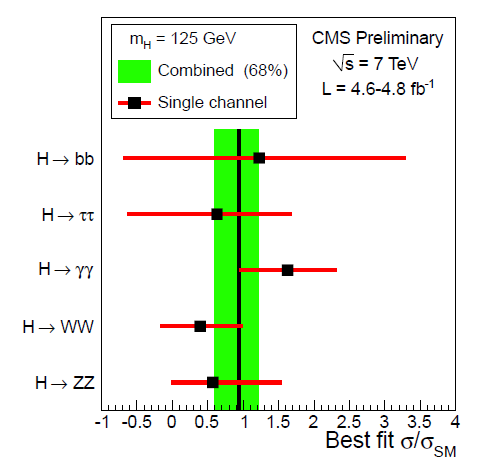 m_H = 125 GeV
Combined (68%)
Single channel
CMS Preliminary
√s = 7 TeV
L = 4.6-4.8 fb⁻¹
H → bb
H → ττ
H → γγ
H → WW
H → ZZ
-1 -0.5 0 0.5 1 1.5 2 2.5 3 3.5 4
Best fit σ/σ_SM